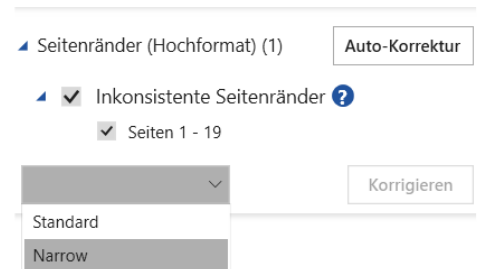 Seitenränder (Hochformat) (1) Auto-Korrektur
Inkonsistente Seitenränder ?
Seiten 1 - 19
Korrigieren
Standard
Narrow